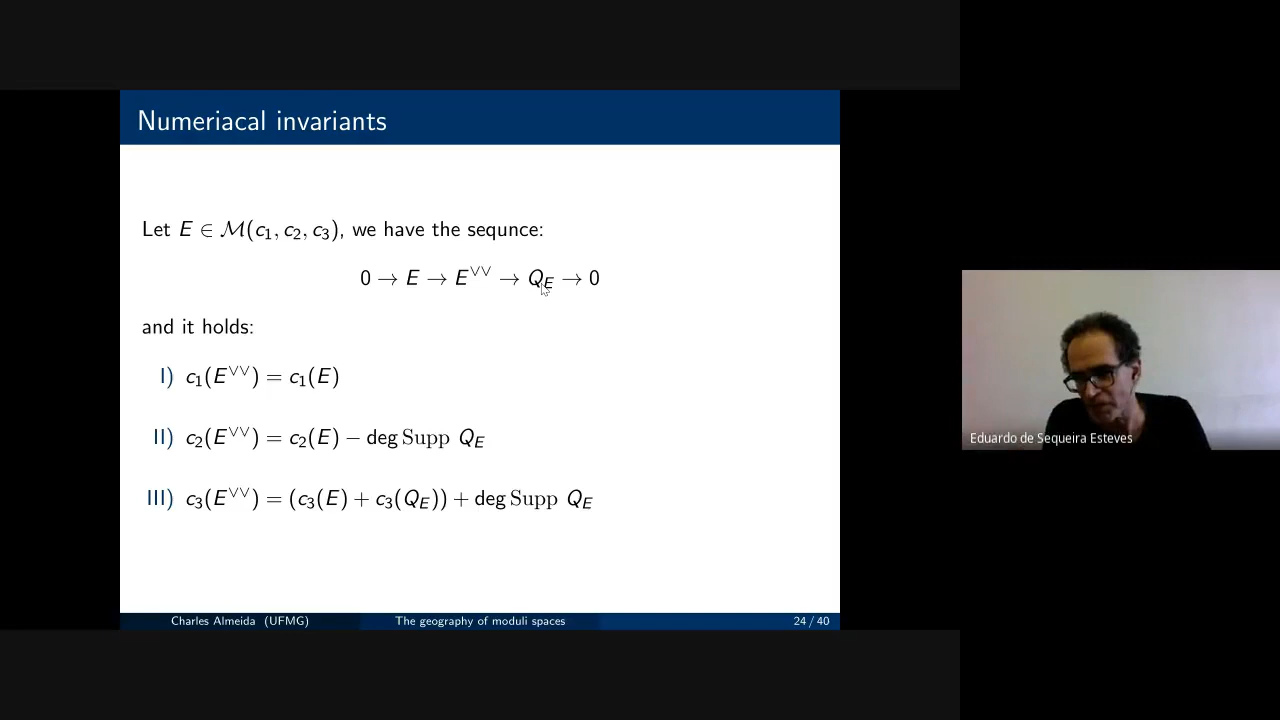 Numeriacal invariants
Let E ∈ M(c₁, c₂, c₃), we have the sequnce:
0 → E → E^∨∨ → Q_E → 0
and it holds:
I) c₁(E^∨∨) = c₁(E)
II) c₂(E^∨∨) = c₂(E) − deg Supp Q_E
III) c₃(E^∨∨) = (c₃(E) + c₃(Q_E)) + deg Supp Q_E
Charles Almeida (UFMG) The geography of moduli spaces 24 / 40
Eduardo de Sequeira Esteves